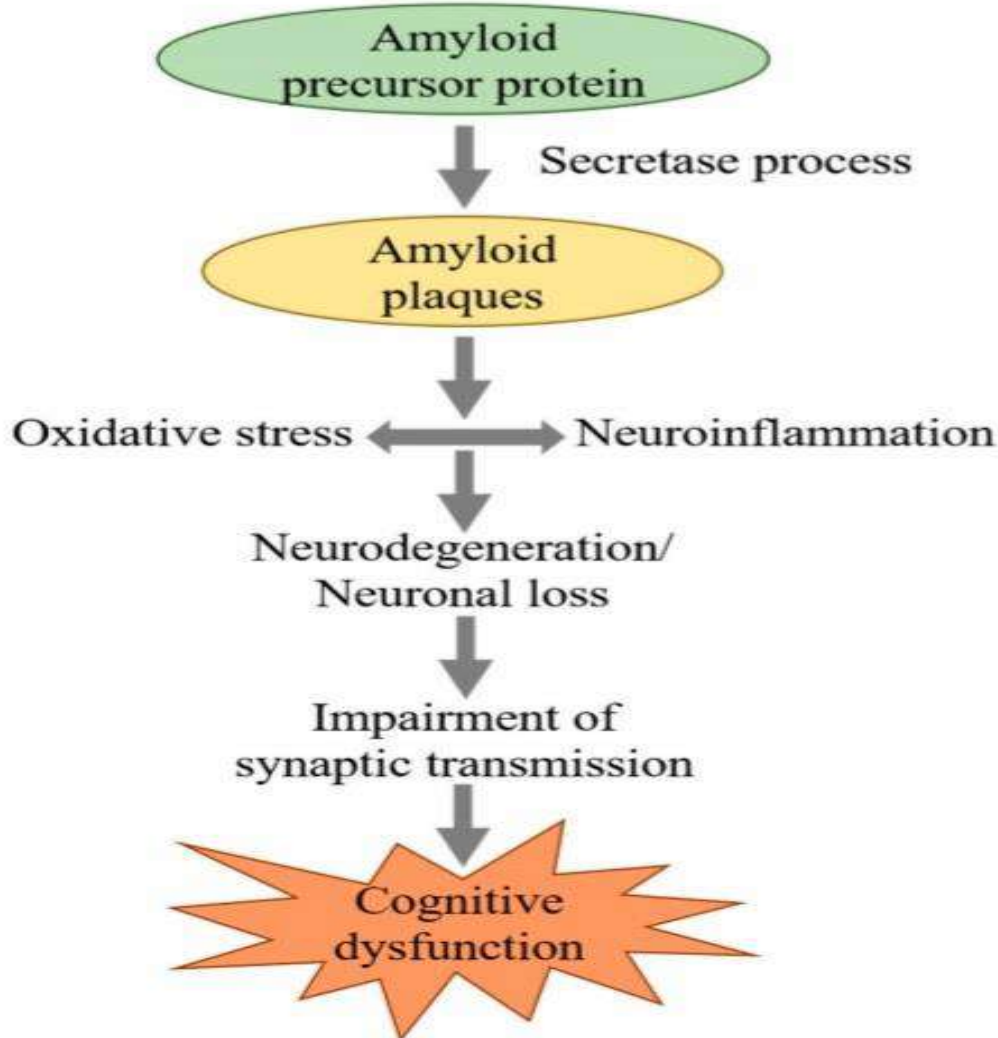 Amyloid
precursor protein
Secretase process
Amyloid
plaques
Oxidative stress
Neuroinflammation
Neurodegeneration/
Neuronal loss
Impairment of
synaptic transmission
Cognitive
dysfunction